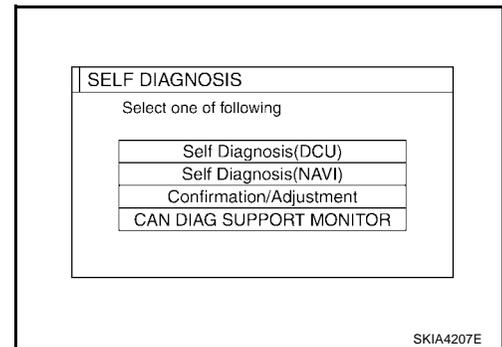 SELF DIAGNOSIS
Select one of following
Self Diagnosis(DCU)
Self Diagnosis(NAVI)
Confirmation/Adjustment
CAN DIAG SUPPORT MONITOR
SKIA4207E